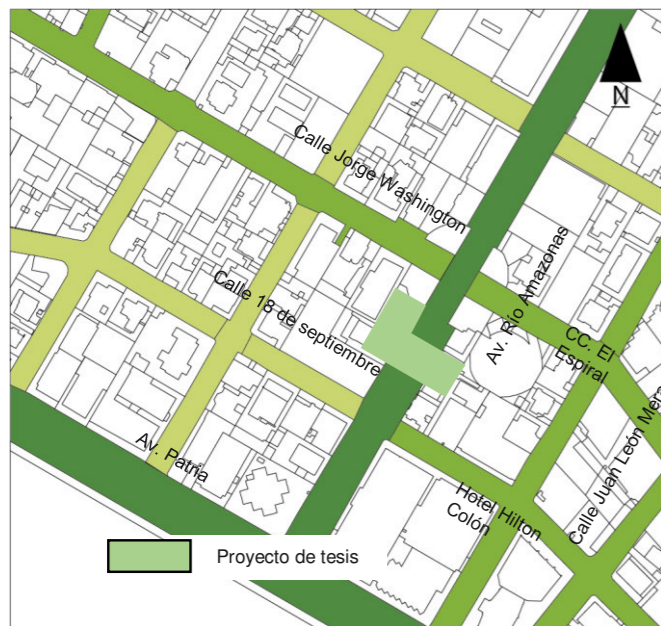 N
Calle Jorge Washington
Av. Río Amazonas
CC. El
Espiral
Calle 18 de septiembre
Calle Juan León Mera
Av. Patria
Hotel Hilton
Colón
Proyecto de tesis